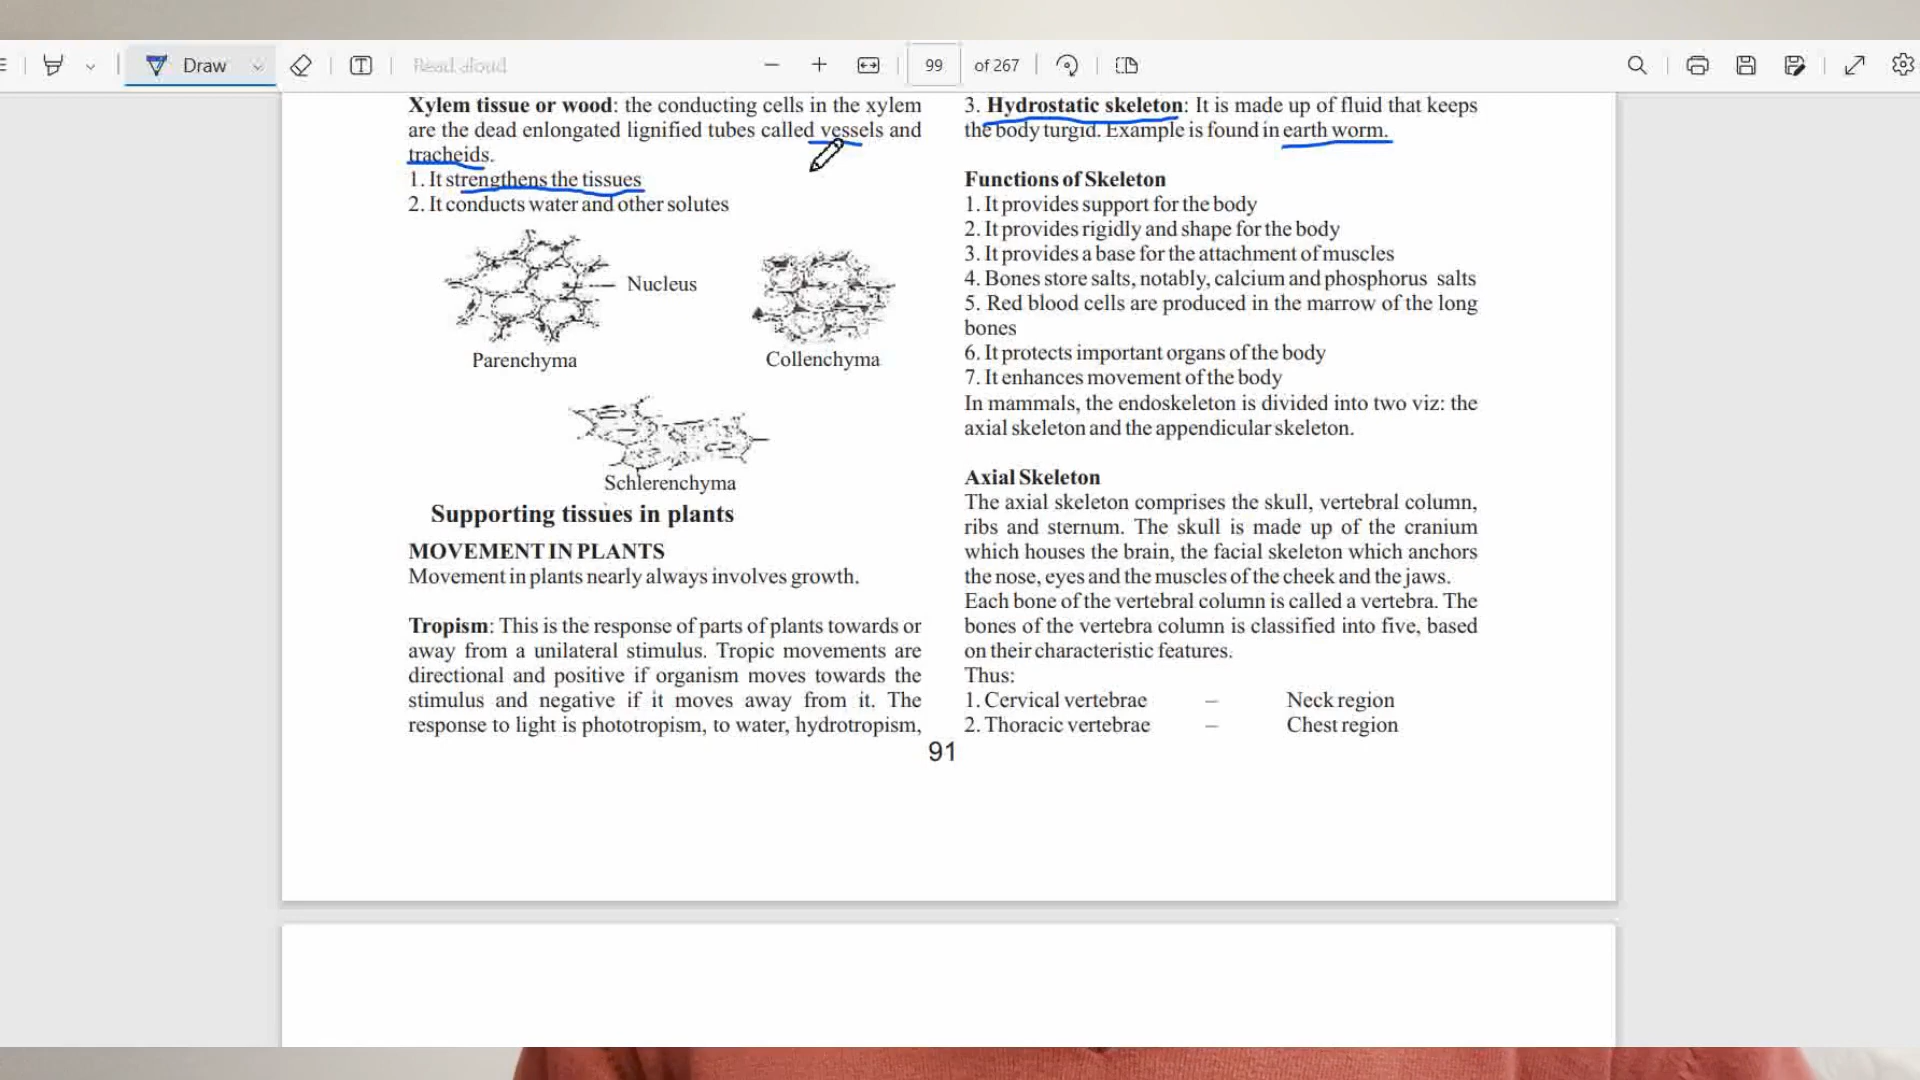 Draw
Read aloud
99 of 267
Xylem tissue or wood: the conducting cells in the xylem
are the dead enlongated lignified tubes called vessels and
tracheids.
1. It strengthens the tissues
2. It conducts water and other solutes
Nucleus
Parenchyma
Collenchyma
Schlerenchyma
Supporting tissues in plants
MOVEMENT IN PLANTS
Movement in plants nearly always involves growth.
Tropism: This is the response of parts of plants towards or
away from a unilateral stimulus. Tropic movements are
directional and positive if organism moves towards the
stimulus and negative if it moves away from it. The
response to light is phototropism, to water, hydrotropism,
3. Hydrostatic skeleton: It is made up of fluid that keeps
the body turgid. Example is found in earth worm.
Functions of Skeleton
1. It provides support for the body
2. It provides rigidly and shape for the body
3. It provides a base for the attachment of muscles
4. Bones store salts, notably, calcium and phosphorus salts
5. Red blood cells are produced in the marrow of the long
bones
6. It protects important organs of the body
7. It enhances movement of the body
In mammals, the endoskeleton is divided into two viz: the
axial skeleton and the appendicular skeleton.
Axial Skeleton
The axial skeleton comprises the skull, vertebral column,
ribs and sternum. The skull is made up of the cranium
which houses the brain, the facial skeleton which anchors
the nose, eyes and the muscles of the cheek and the jaws.
Each bone of the vertebral column is called a vertebra. The
bones of the vertebra column is classified into five, based
on their characteristic features.
Thus:
1. Cervical vertebrae – Neck region
2. Thoracic vertebrae – Chest region
91